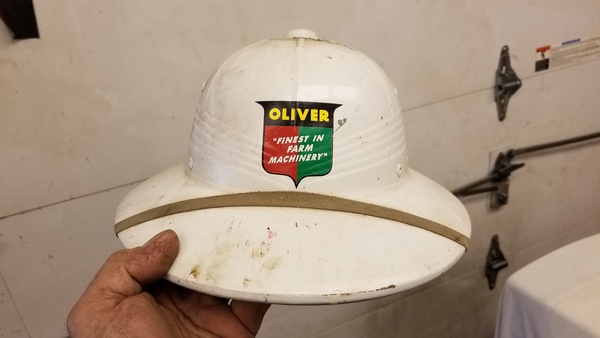 OLIVER
"FINEST IN
FARM
MACHINERY"